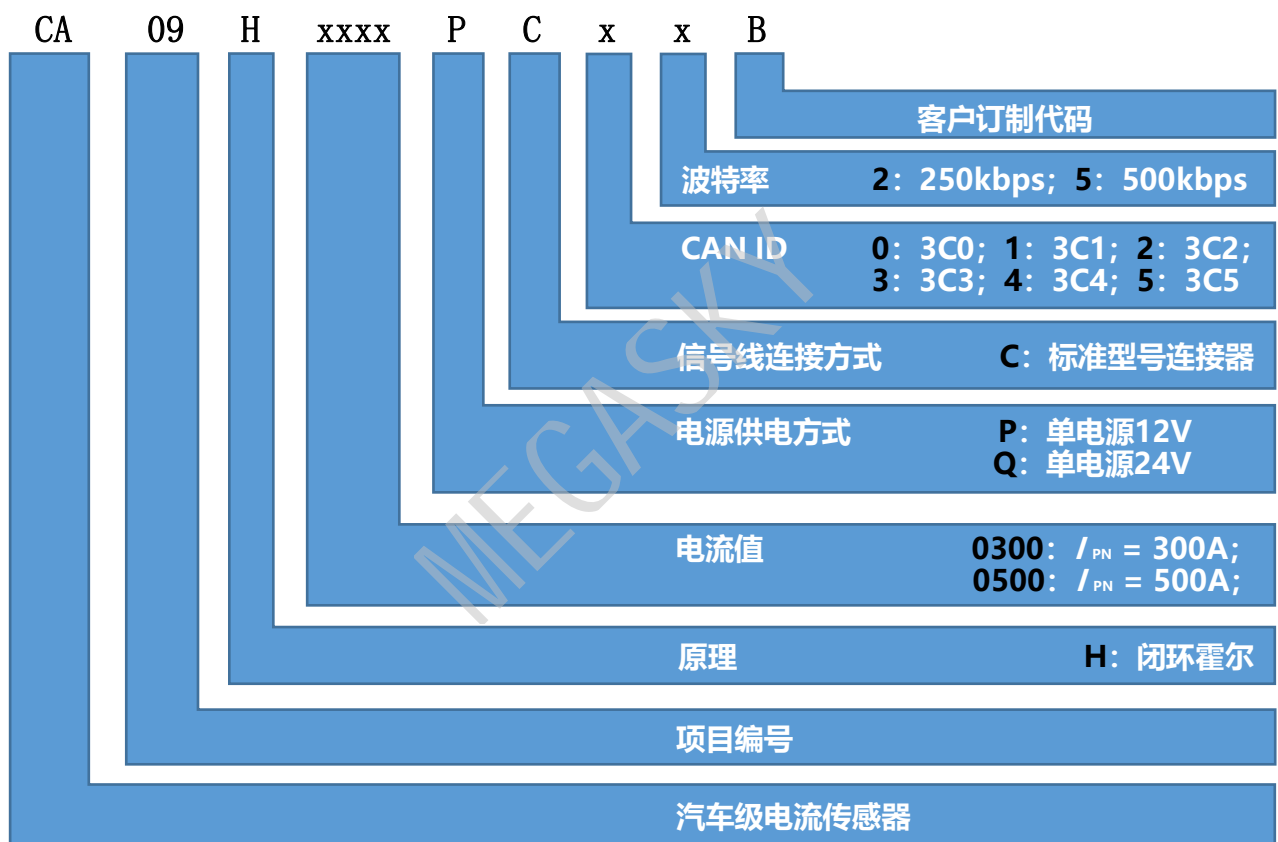 CA 09 H xxxx P C x x B
客户订制代码
波特率 2：250kbps；5：500kbps
CAN ID 0：3C0；1：3C1；2：3C2；
3：3C3；4：3C4；5：3C5
信号线连接方式 C：标准型号连接器
电源供电方式 P：单电源12V
Q：单电源24V
电流值 0300：I PN = 300A；
0500：I PN = 500A；
原理 H：闭环霍尔
项目编号
汽车级电流传感器
MEGASKY